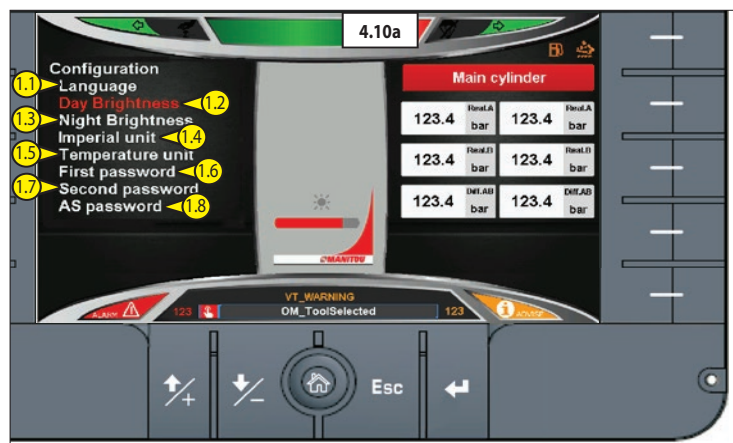 4.10a
Configuration
1.1 Language
Day Brightness 1.2
1.3 Night Brightness
Imperial unit 1.4
1.5 Temperature unit
First password 1.6
1.7 Second password
AS password 1.8
MANITOU
Main cylinder
123.4 Real.A bar 123.4 Real.A bar
123.4 Real.B bar 123.4 Real.B bar
123.4 Diff.AB bar 123.4 Diff.AB bar
VT_WARNING
ALARM 123 OM_ToolSelected 123 ADVISE
+ − Esc